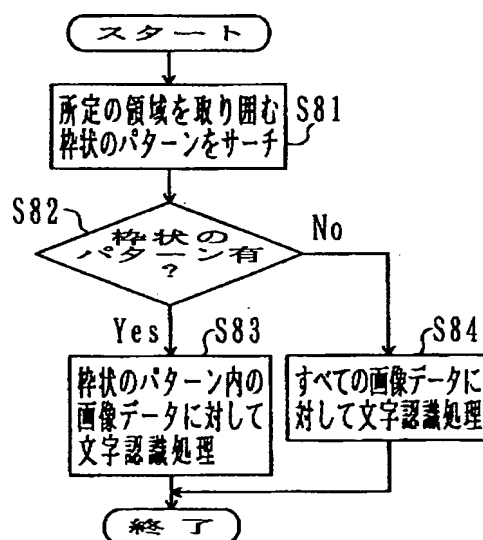 スタート
所定の領域を取り囲む
枠状のパターンをサーチ
S81
S82
枠状の
パターン有
?
No
Yes
S83
S84
枠状のパターン内の
画像データに対して
文字認識処理
すべての画像データに
対して文字認識処理
終了